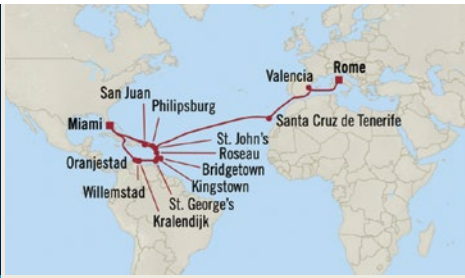 Rome
Valencia
San Juan
Philipsburg
Miami
Santa Cruz de Tenerife
St. John's
Roseau
Oranjestad
Bridgetown
Kingstown
Willemstad
St. George's
Kralendijk